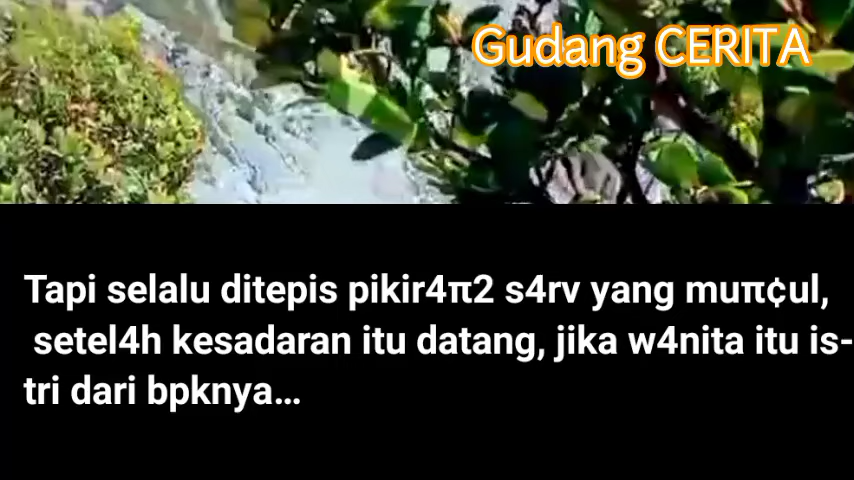 Gudang CERITA
Tapi selalu ditepis pikir4π2 s4rv yang muπ¢ul,
setel4h kesadaran itu datang, jika w4nita itu is-
tri dari bpknya...